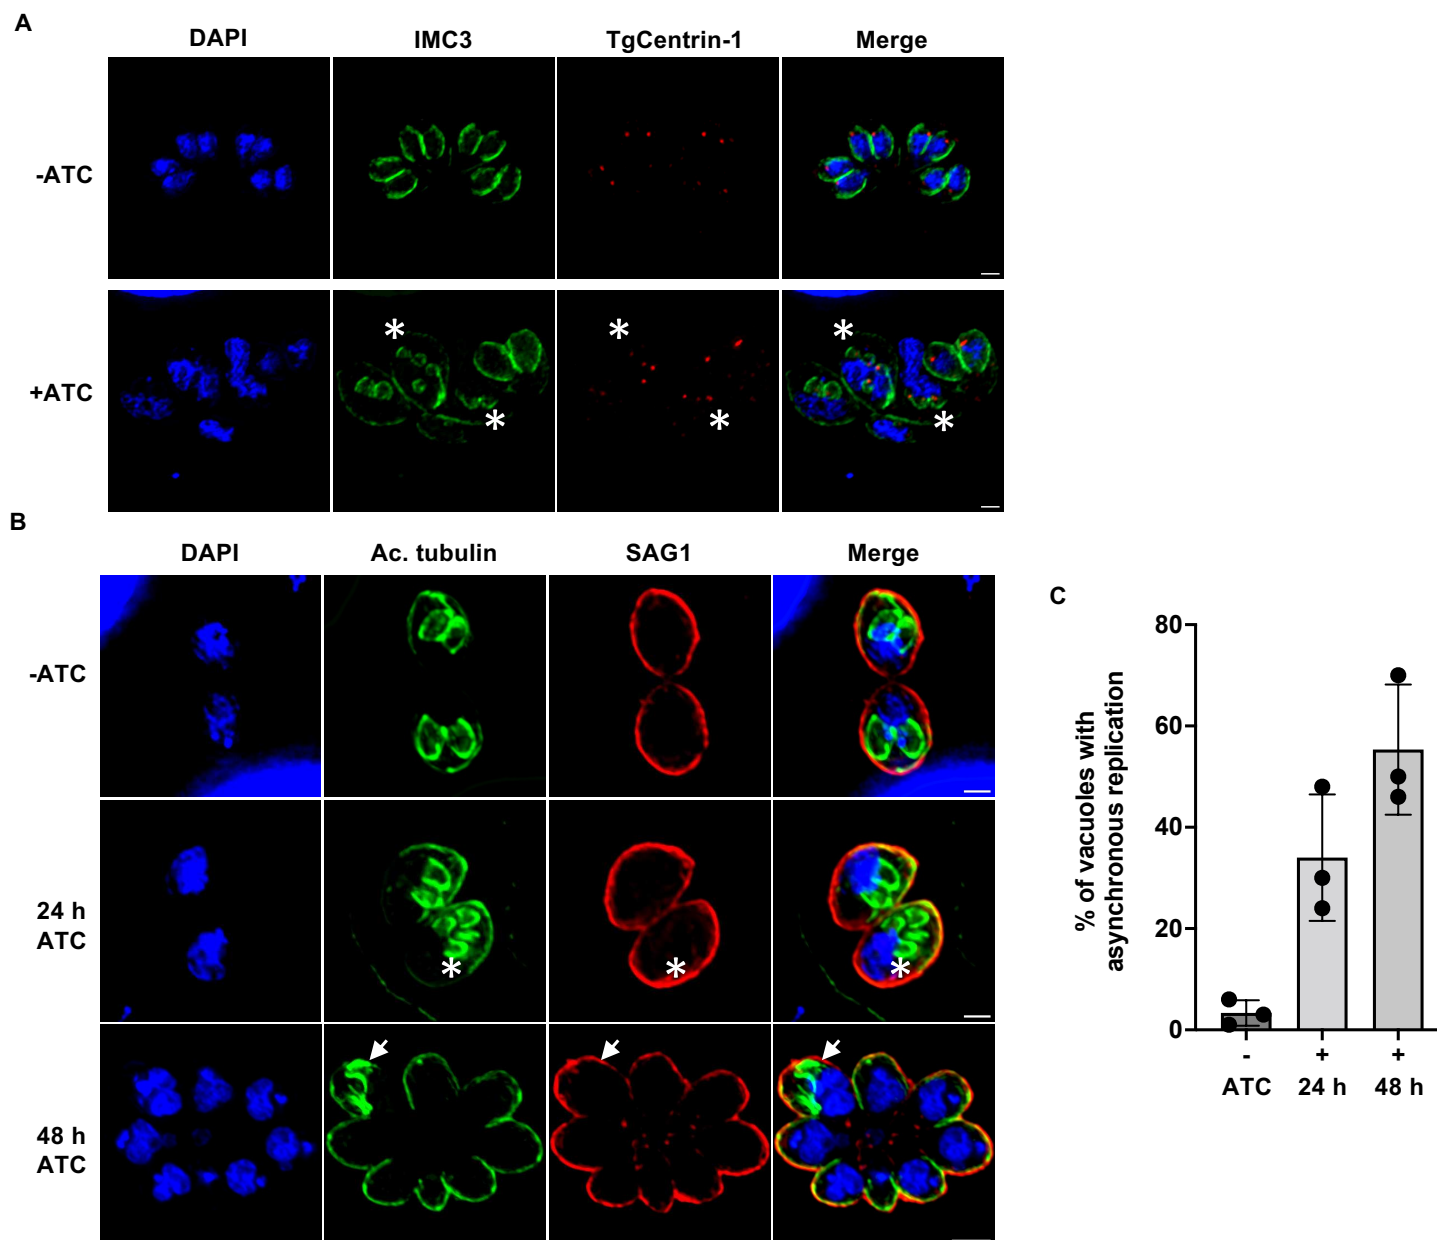 A
DAPI IMC3 TgCentrin-1 Merge
-ATC
* * *
+ATC
* * *
B
DAPI Ac. tubulin SAG1 Merge
-ATC
24 h
ATC
* * *
48 h
ATC
C
% of vacuoles with
asynchronous replication
80
60
40
20
0
- + +
ATC 24 h 48 h